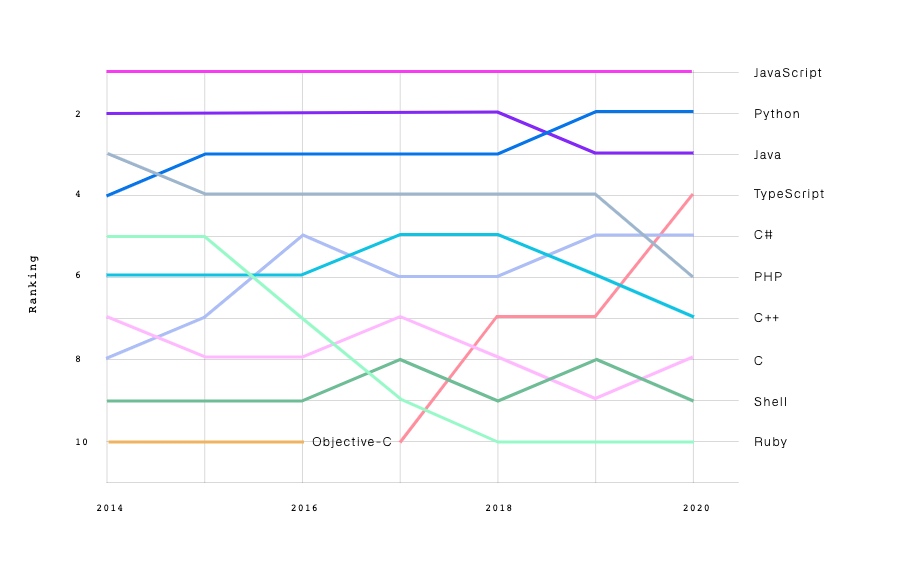 JavaScript
2
Python
Java
4
TypeScript
C#
Ranking
6
PHP
C++
8
C
Shell
10
Objective-C
Ruby
2014
2016
2018
2020